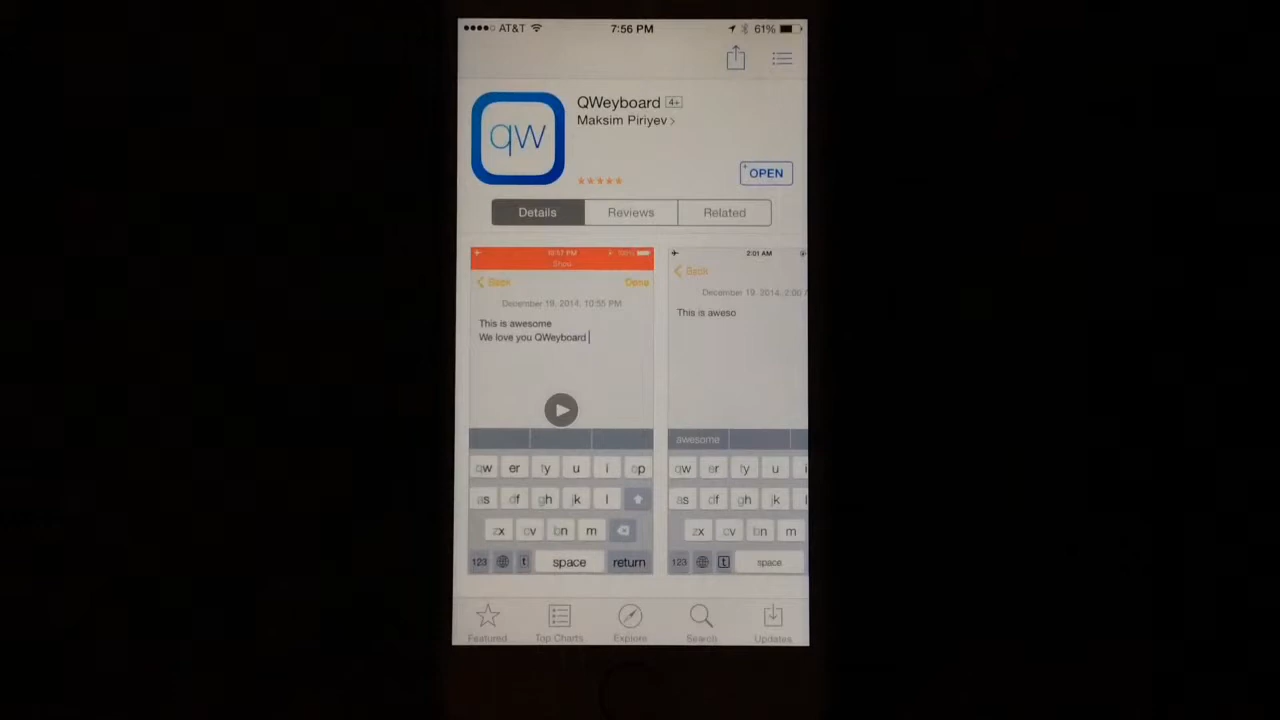 AT&T 7:56 PM 61%
qw
QWeyboard 4+
Maksim Piriyev >
+ OPEN
Details Reviews Related
10:57 PM 100%
December 19, 2014, 10:55 PM
< Back Done
This is awesome
We love you QWeyboard
qw er ty u i op
as df gh jk l
zx cv bn m
123 t space return
2:01 AM
< Back
December 19, 2014, 2:00 A
This is aweso
awesome
qw er ty u i
as df gh jk l
zx cv bn m
123 t space
Featured Top Charts Explore Search Updates